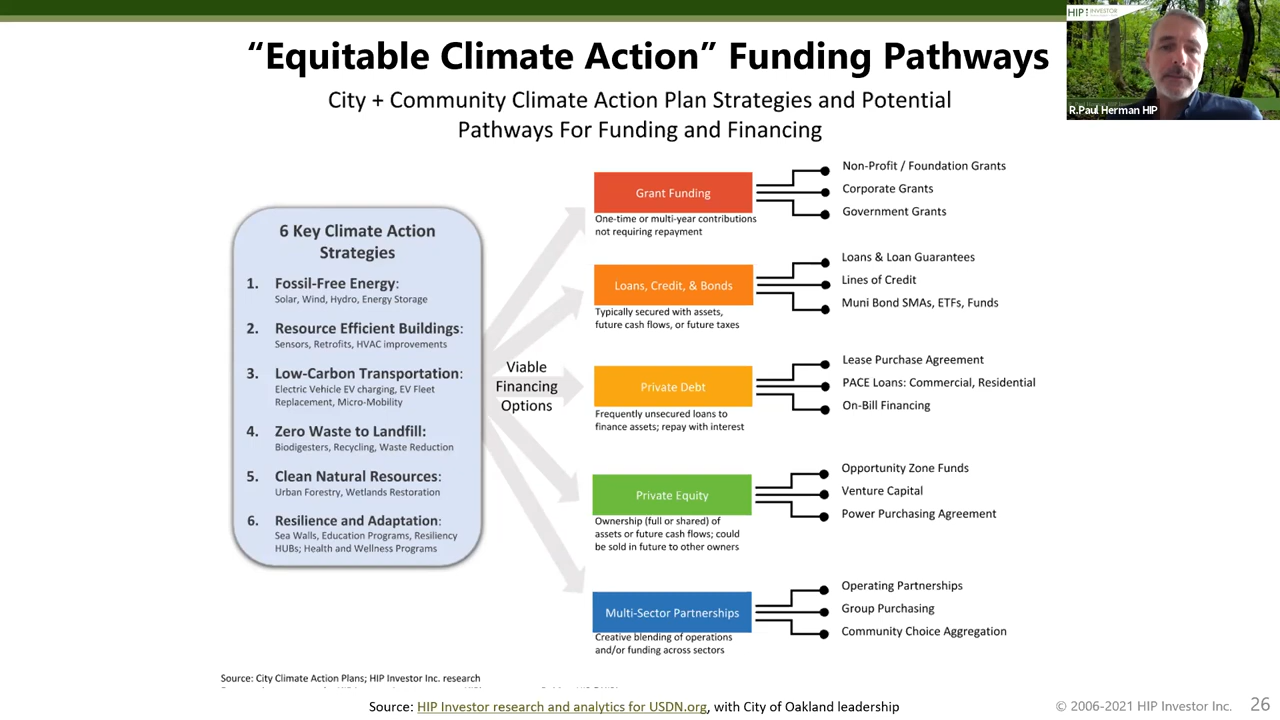 “Equitable Climate Action” Funding Pathways
HIP INVESTOR
R.Paul Herman HIP
City + Community Climate Action Plan Strategies and Potential
Pathways For Funding and Financing
6 Key Climate Action
Strategies
1. Fossil-Free Energy:
Solar, Wind, Hydro, Energy Storage
2. Resource Efficient Buildings:
Sensors, Retrofits, HVAC improvements
3. Low-Carbon Transportation:
Electric Vehicle EV charging, EV Fleet
Replacement, Micro-Mobility
4. Zero Waste to Landfill:
Biodigesters, Recycling, Waste Reduction
5. Clean Natural Resources:
Urban Forestry, Wetlands Restoration
6. Resilience and Adaptation:
Sea Walls, Education Programs, Resiliency
HUBs; Health and Wellness Programs
Viable
Financing
Options
Grant Funding
One-time or multi-year contributions
not requiring repayment
Non-Profit / Foundation Grants
Corporate Grants
Government Grants
Loans, Credit, & Bonds
Typically secured with assets,
future cash flows, or future taxes
Loans & Loan Guarantees
Lines of Credit
Muni Bond SMAs, ETFs, Funds
Private Debt
Frequently unsecured loans to
finance assets; repay with interest
Lease Purchase Agreement
PACE Loans: Commercial, Residential
On-Bill Financing
Private Equity
Ownership (full or shared) of
assets or future cash flows; could
be sold in future to other owners
Opportunity Zone Funds
Venture Capital
Power Purchasing Agreement
Multi-Sector Partnerships
Creative blending of operations
and/or funding across sectors
Operating Partnerships
Group Purchasing
Community Choice Aggregation
Source: City Climate Action Plans; HIP Investor Inc. research
Source: HIP Investor research and analytics for USDN.org, with City of Oakland leadership
© 2006-2021 HIP Investor Inc. 26